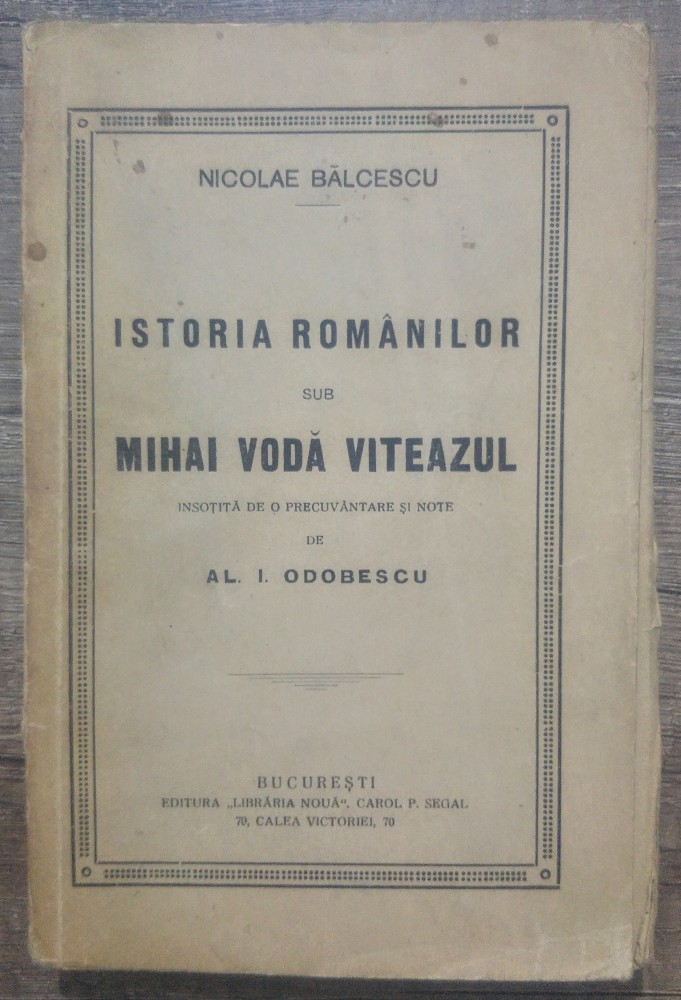 NICOLAE BĂLCESCU
ISTORIA ROMÂNILOR
SUB
MIHAI VODĂ VITEAZUL
INSOȚITĂ DE O PRECUVÂNTARE ȘI NOTE
DE
AL. I. ODOBESCU
BUCUREȘTI
EDITURA „LIBRĂRIA NOUĂ“, CAROL P. SEGAL
70, CALEA VICTORIEI, 70